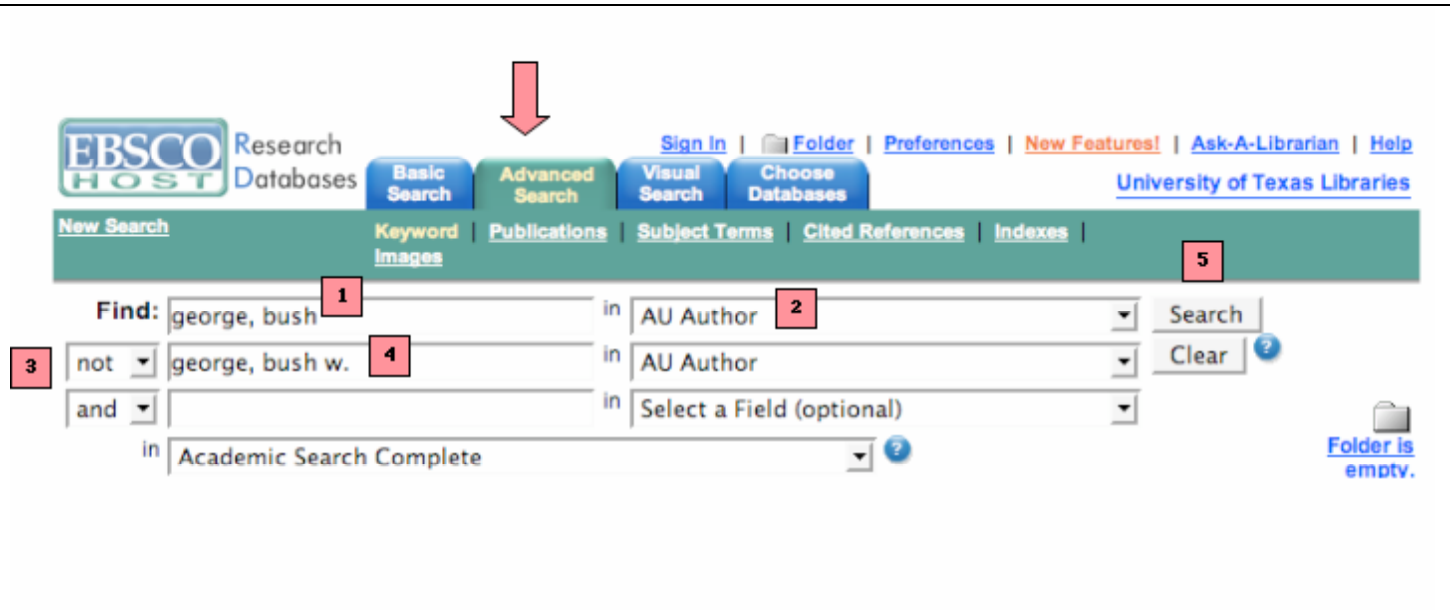 EBSCO HOST Research Databases
Sign In | Folder | Preferences | New Features! | Ask-A-Librarian | Help
Basic Search Advanced Search Visual Search Choose Databases
University of Texas Libraries
New Search
Keyword | Publications | Subject Terms | Cited References | Indexes |
Images
5
Find: george, bush 1 in AU Author 2 Search
3 not george, bush w. 4 in AU Author Clear ?
and in Select a Field (optional)
in Academic Search Complete ?
Folder is
empty.